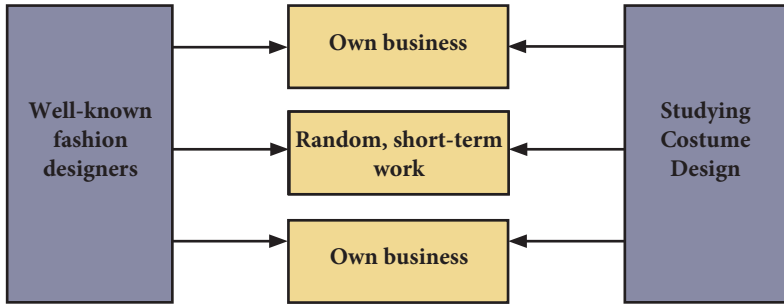 Well-known
fashion
designers
Own business
Random, short-term
work
Own business
Studying
Costume
Design